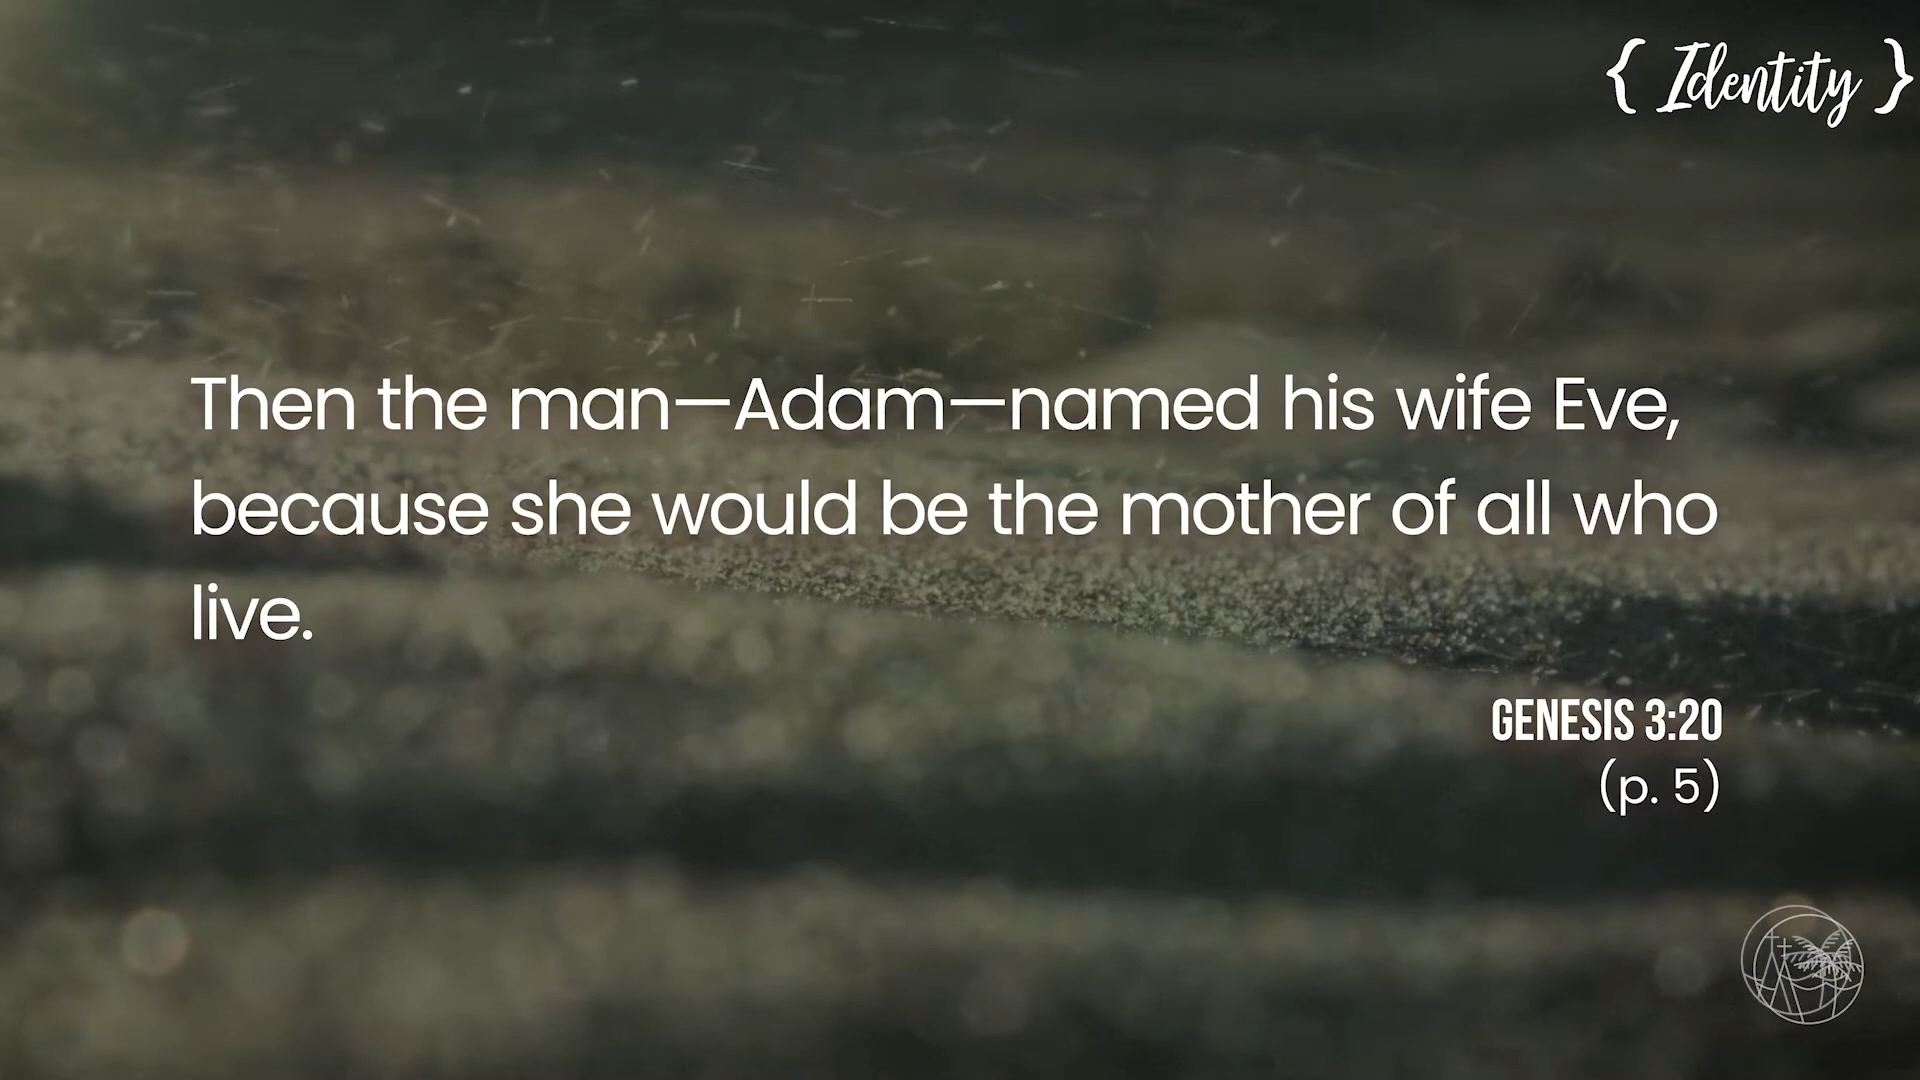 { Identity }
Then the man—Adam—named his wife Eve,
because she would be the mother of all who
live.
GENESIS 3:20
(p. 5)